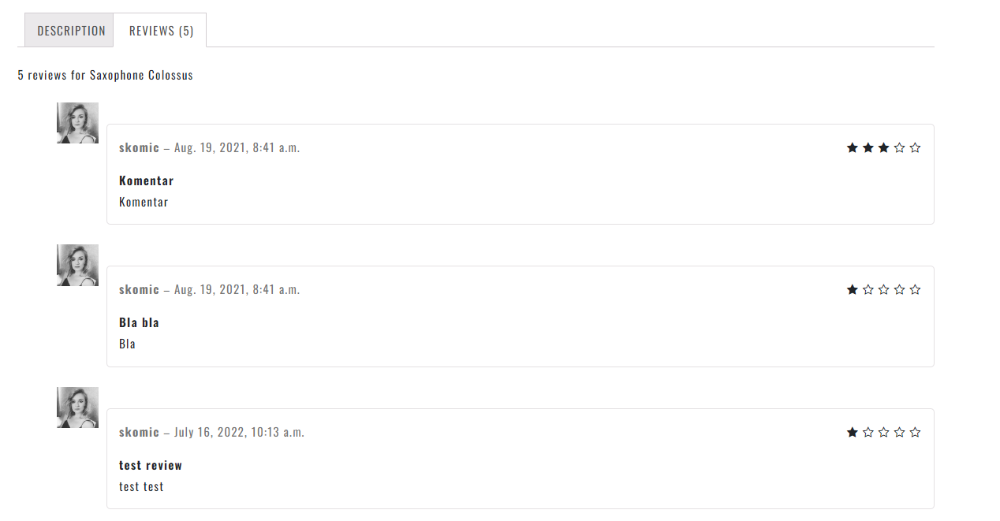 DESCRIPTION
REVIEWS (5)
5 reviews for Saxophone Colossus
skomic – Aug. 19, 2021, 8:41 a.m.
Komentar
Komentar
skomic – Aug. 19, 2021, 8:41 a.m.
Bla bla
Bla
skomic – July 16, 2022, 10:13 a.m.
test review
test test